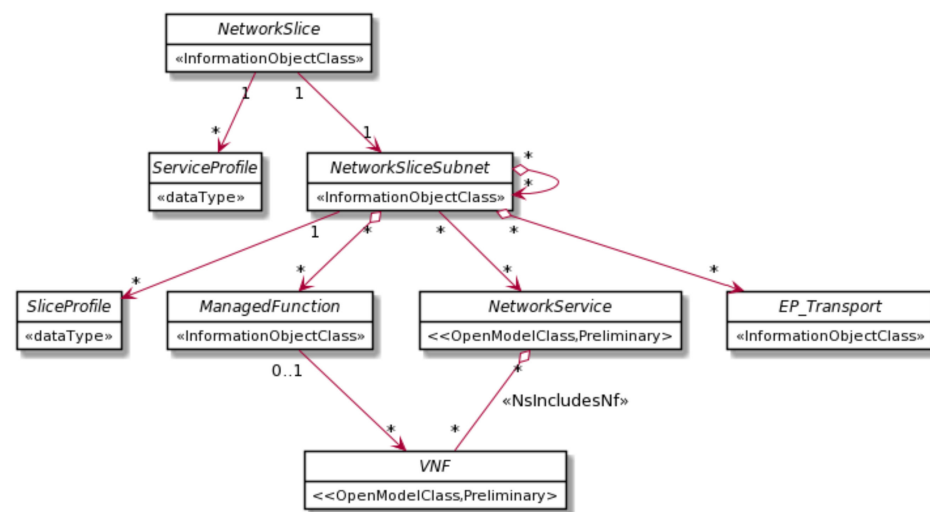 NetworkSlice
«InformationObjectClass»
1
1
*
1
ServiceProfile
«dataType»
NetworkSliceSubnet
«InformationObjectClass»
*
*
1
*
*
*
*
*
*
*
SliceProfile
«dataType»
ManagedFunction
«InformationObjectClass»
NetworkService
<<OpenModelClass,Preliminary>>
EP_Transport
«InformationObjectClass»
0..1
*
«NsIncludesNf»
*
*
VNF
<<OpenModelClass,Preliminary>>